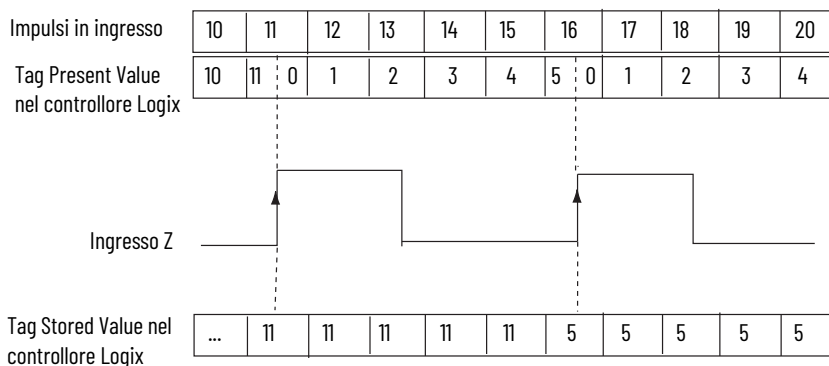 Impulsi in ingresso 10 11 12 13 14 15 16 17 18 19 20
Tag Present Value
nel controllore Logix
10 11 0 1 2 3 4 5 0 1 2 3 4
Ingresso Z
Tag Stored Value nel
controllore Logix
... 11 11 11 11 11 5 5 5 5 5